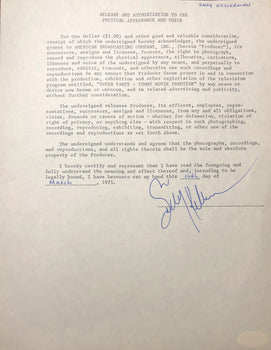 SALLY KELLERMAN
RELEASE AND AUTHORIZATION TO USE
PHYSICAL APPEARANCE AND VOICE
For One Dollar ($1.00) and other good and valuable consideration,
receipt of which the undersigned hereby acknowledges, the undersigned
grants to AMERICAN BROADCASTING COMPANY, INC., (herein "Producer"), its
successors, assigns and licensees, forever, the right to photograph,
record and reproduce the physical appearance, silhouette, caricature,
likeness and voice of the undersigned by any means, and perpetually to
exhibit, transmit, and otherwise use such recordings and
reproductions in any manner that Producer deems proper in and in connection
with the production, exhibition and other exploitation of the television
program entitled, "SUPER PARTY - TOMMY MOVIE PREMIERE" by any means or
device now known or unknown, and in related advertising and publicity
without further consideration.
The undersigned releases Producer, its officers, employees, representatives,
successors, assigns and licensees, from any and all obligations,
claims, demands or causes of action - whether for defamation, violation
of right of privacy, or anything else - with respect to such photographing,
recording, reproducing, exhibiting, transmitting, or other use of the
recordings and reproductions as set forth above.
The undersigned understands and agrees that the photographs, recordings,
and reproductions, and all rights therein shall be the sole and absolute
property of the Producer.
I hereby certify and represent that I have read the foregoing and
fully understand the meaning and effect thereof and, intending to be
legally bound, I have hereunto set my hand this 19th day of
March, 1975.
Sally Kellerman